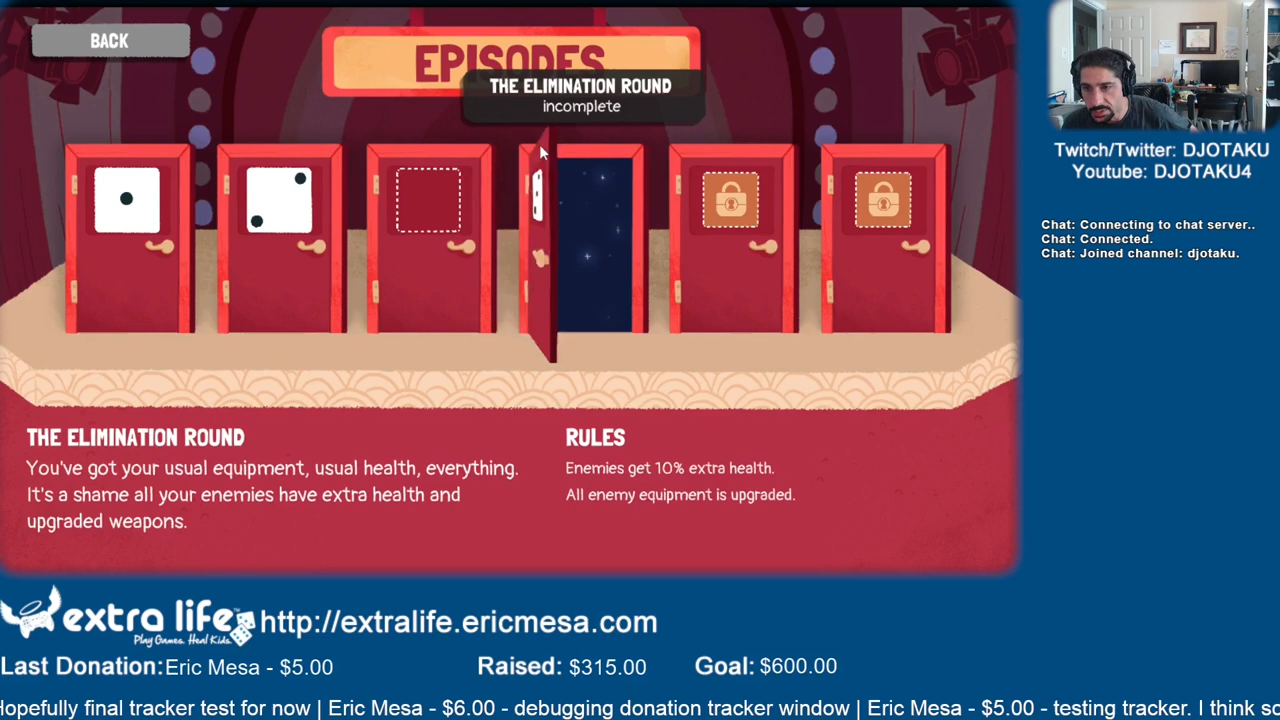 BACK
EPISODES
THE ELIMINATION ROUND
incomplete
THE ELIMINATION ROUND
You've got your usual equipment, usual health, everything.
It's a shame all your enemies have extra health and
upgraded weapons.
RULES
Enemies get 10% extra health.
All enemy equipment is upgraded.
Twitch/Twitter: DJOTAKU
Youtube: DJOTAKU4
Chat: Connecting to chat server..
Chat: Connected.
Chat: Joined channel: djotaku.
extra life
Play Games. Heal Kids.
http://extralife.ericmesa.com
Last Donation: Eric Mesa - $5.00 Raised: $315.00 Goal: $600.00
Hopefully final tracker test for now | Eric Mesa - $6.00 - debugging donation tracker window | Eric Mesa - $5.00 - testing tracker. I think so